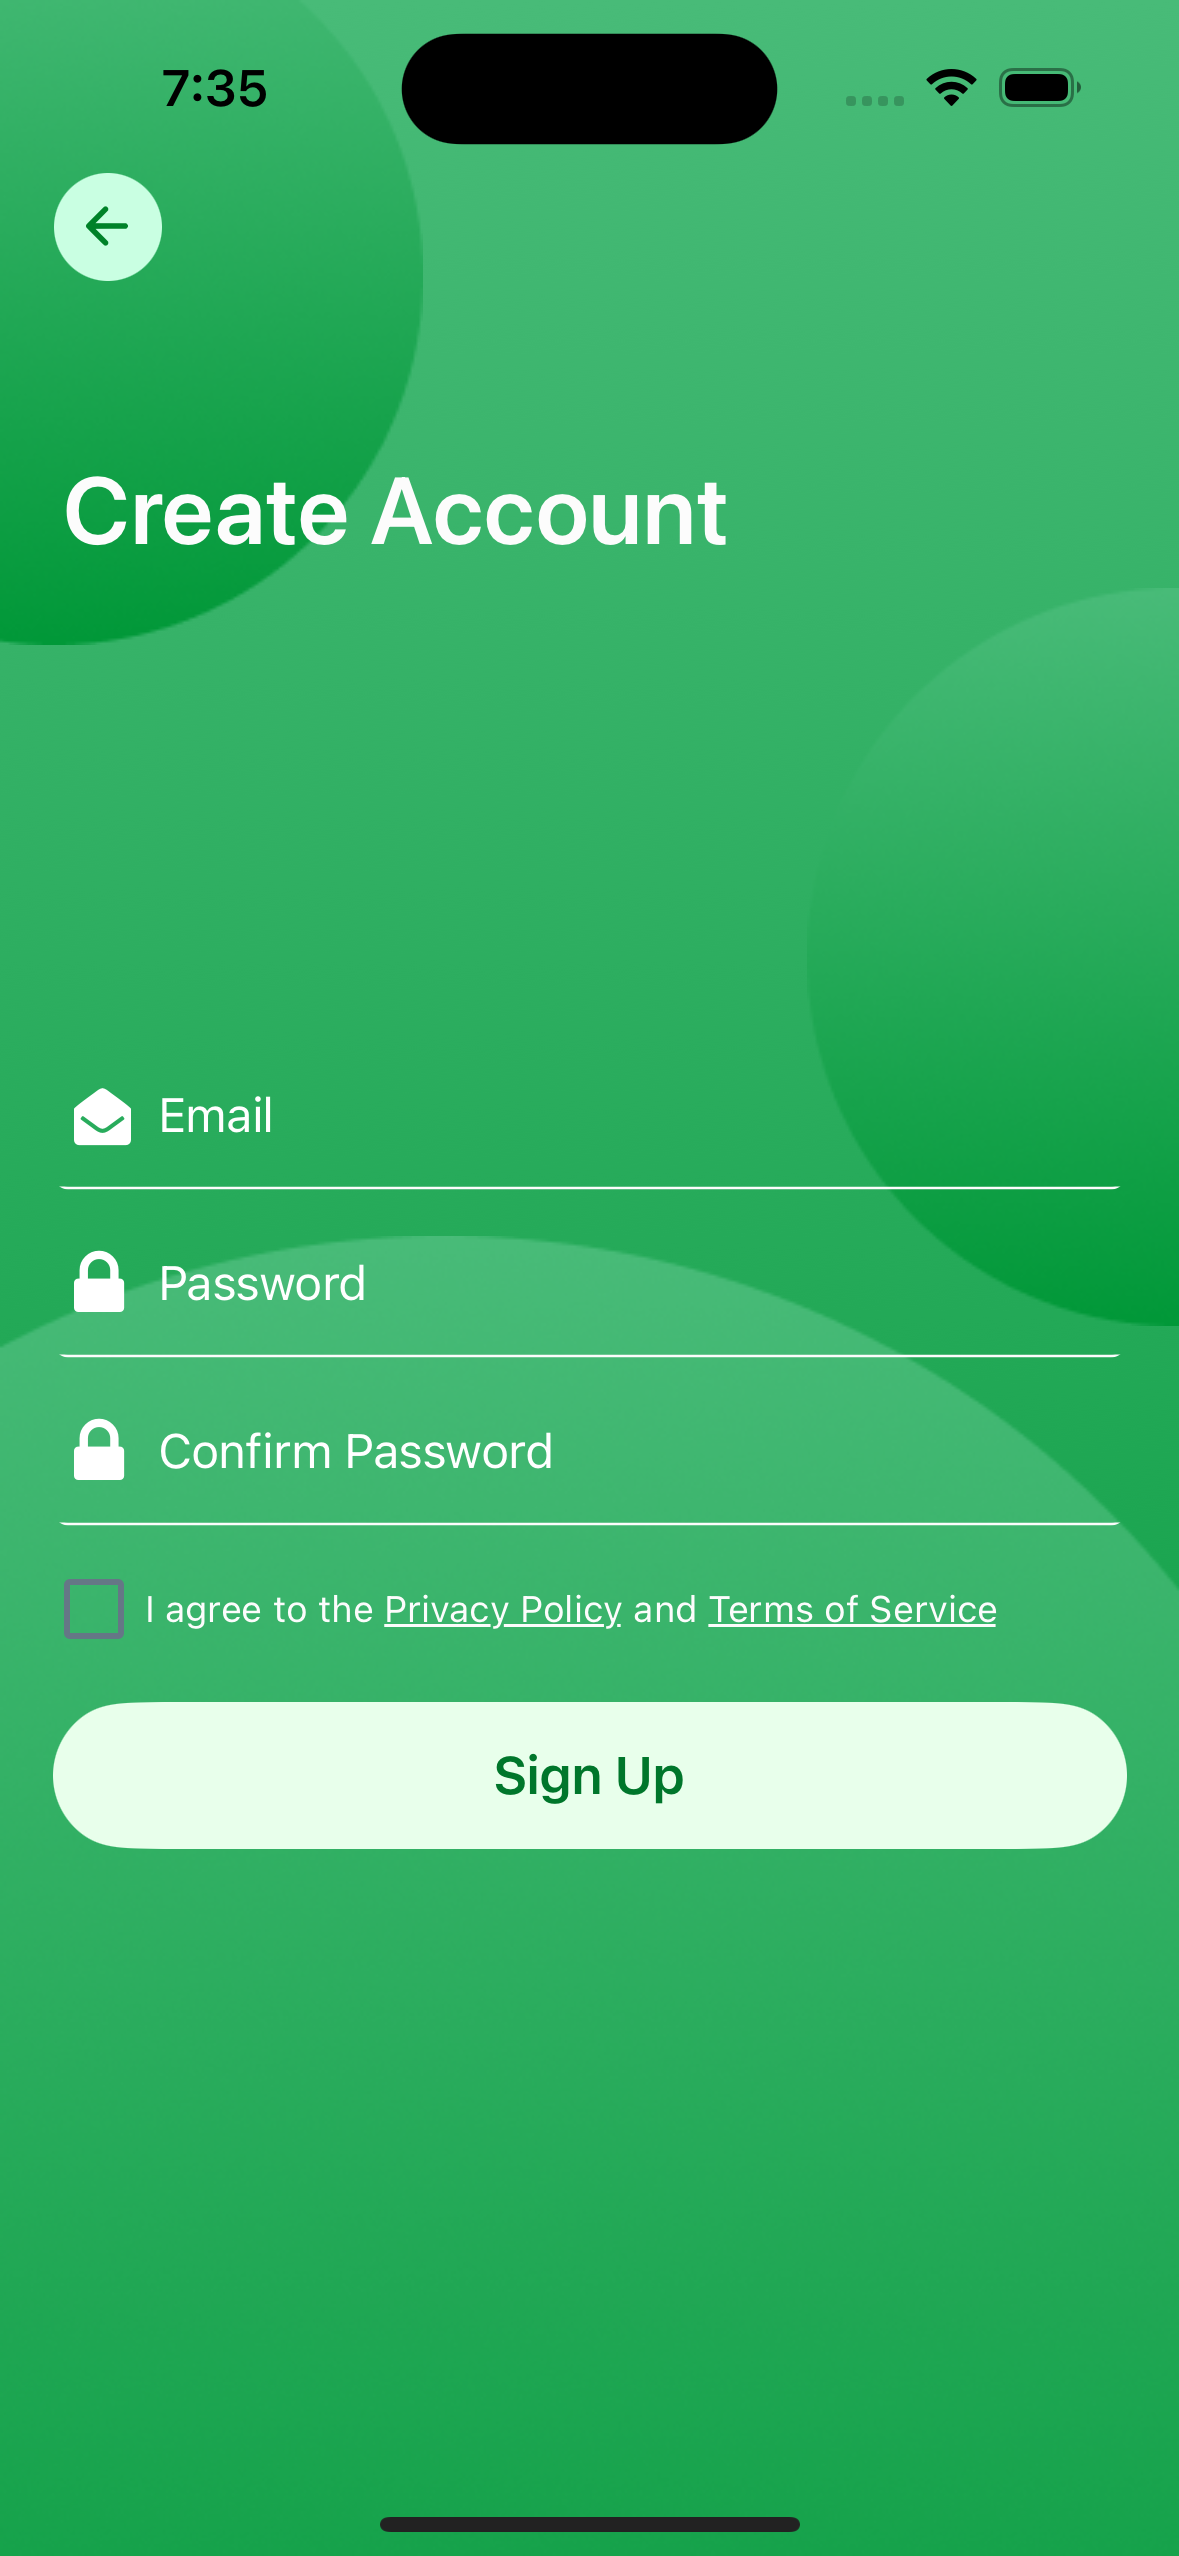 7:35
Create Account
Email
Password
Confirm Password
I agree to the Privacy Policy and Terms of Service
Sign Up